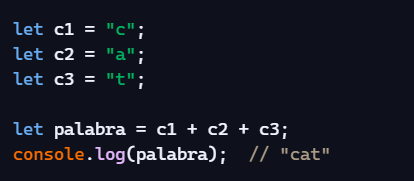 let c1 = "c";
let c2 = "a";
let c3 = "t";
let palabra = c1 + c2 + c3;
console.log(palabra);  // "cat"